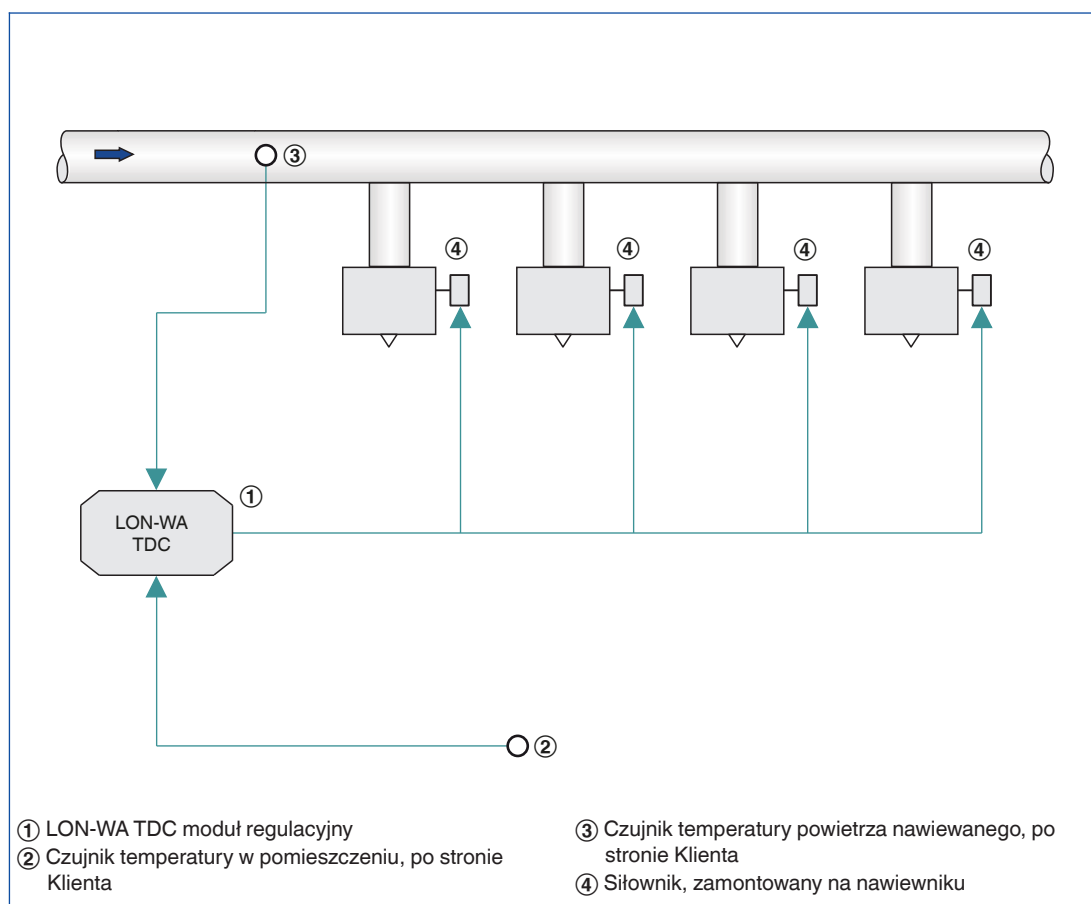 ③
④ ④ ④ ④
①
LON-WA
TDC
②
① LON-WA TDC moduł regulacyjny
② Czujnik temperatury w pomieszczeniu, po stronie
Klienta
③ Czujnik temperatury powietrza nawiewanego, po
stronie Klienta
④ Siłownik, zamontowany na nawiewniku